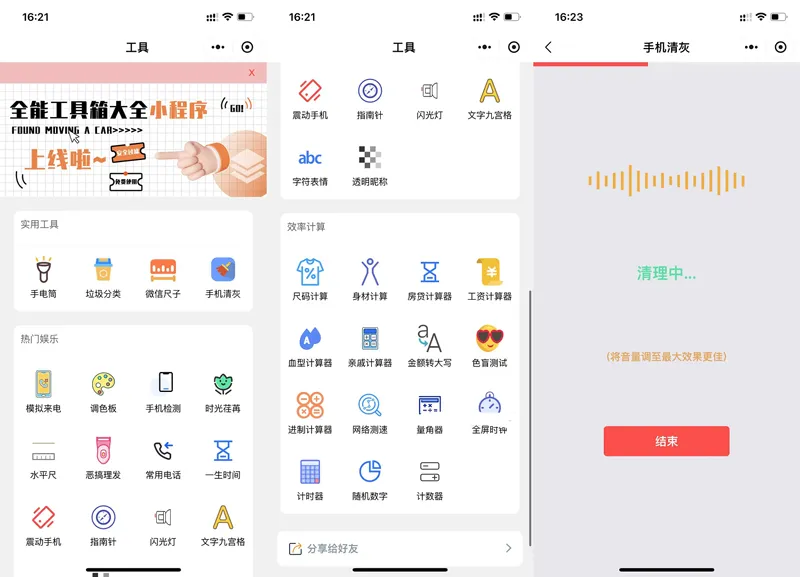 16:21
工具
x
全能工具箱大全小程序
GO!
FOUND MOVING A CAR>>>>>
上线啦~
安全可靠
免费使用
实用工具
手电筒
垃圾分类
微信尺子
手机清灰
热门娱乐
模拟来电
调色板
手机检测
时光荏苒
水平尺
恶搞理发
常用电话
一生时间
震动手机
指南针
闪光灯
文字九宫格
16:21
工具
震动手机
指南针
闪光灯
文字九宫格
abc
字符表情
透明昵称
效率计算
尺码计算
身材计算
房贷计算器
工资计算器
血型计算器
亲戚计算器
金额转大写
色盲测试
进制计算器
网络测速
量角器
全屏时钟
计时器
随机数字
计数器
分享给好友
16:23
手机清灰
清理中...
(将音量调至最大效果更佳)
结束